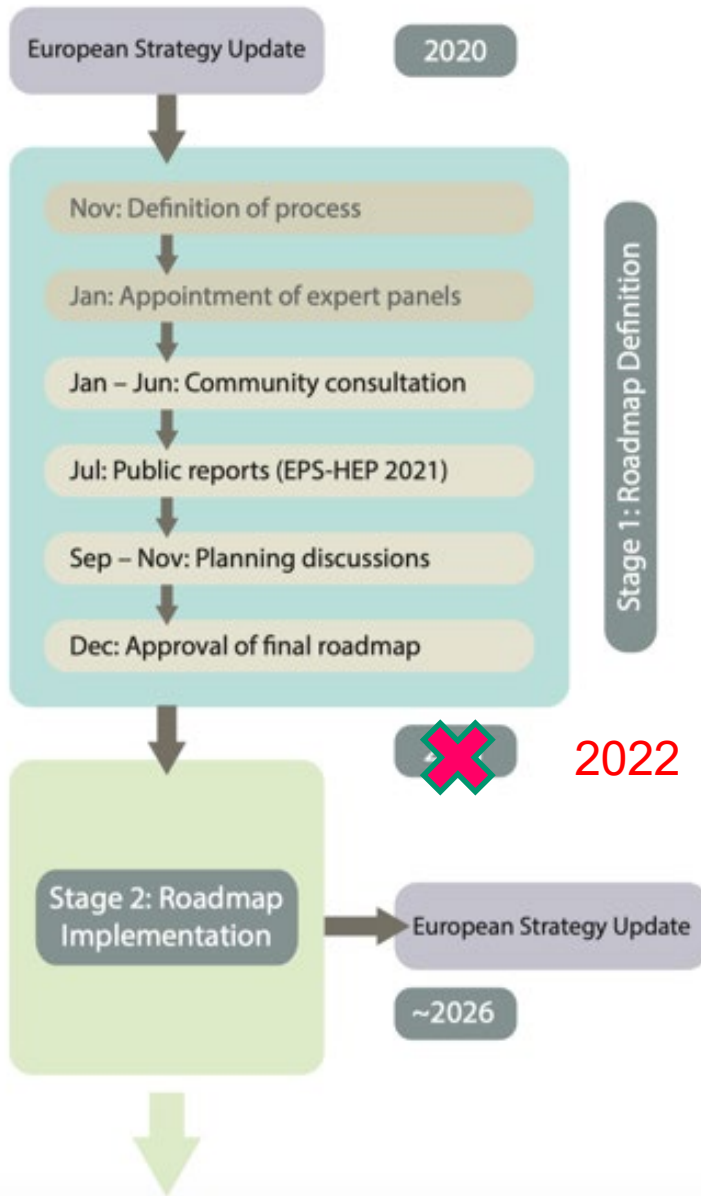 European Strategy Update
2020
Nov: Definition of process
Jan: Appointment of expert panels
Jan – Jun: Community consultation
Jul: Public reports (EPS-HEP 2021)
Sep – Nov: Planning discussions
Dec: Approval of final roadmap
Stage 1: Roadmap Definition
2022
Stage 2: Roadmap
Implementation
European Strategy Update
~2026